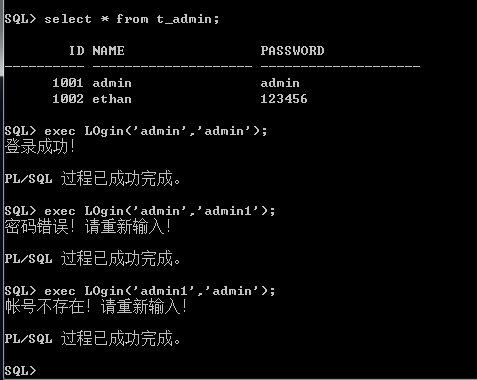 SQL> select * from t_admin;
ID NAME PASSWORD
---------- -------------------- --------------------
1001 admin admin
1002 ethan 123456
SQL> exec LOgin('admin','admin');
登录成功!
PL/SQL 过程已成功完成。
SQL> exec LOgin('admin','admin1');
密码错误! 请重新输入!
PL/SQL 过程已成功完成。
SQL> exec LOgin('admin1','admin');
帐号不存在! 请重新输入!
PL/SQL 过程已成功完成。
SQL>